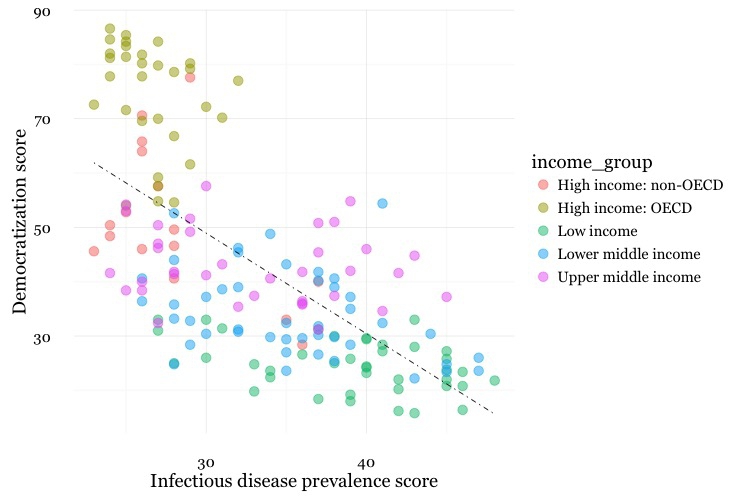 90
70
50
30
Democratization score
30 40
Infectious disease prevalence score
income_group
High income: non-OECD
High income: OECD
Low income
Lower middle income
Upper middle income